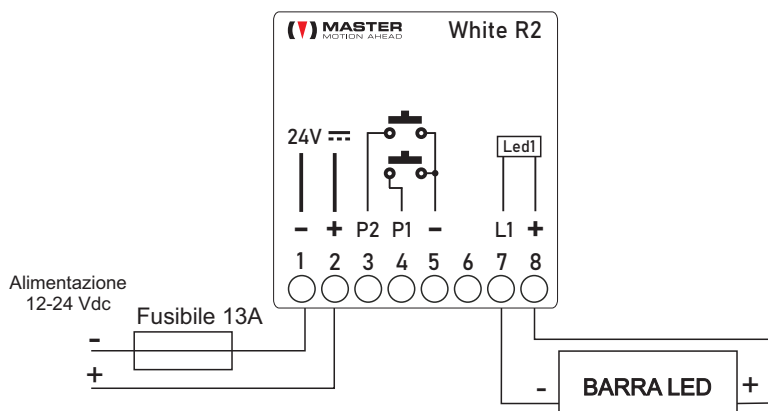 MASTER
MOTION AHEAD
White R2
24V
Led1
- + P2 P1 - L1 +
1 2 3 4 5 6 7 8
Alimentazione
12-24 Vdc
Fusibile 13A
-
+
- BARRA LED +